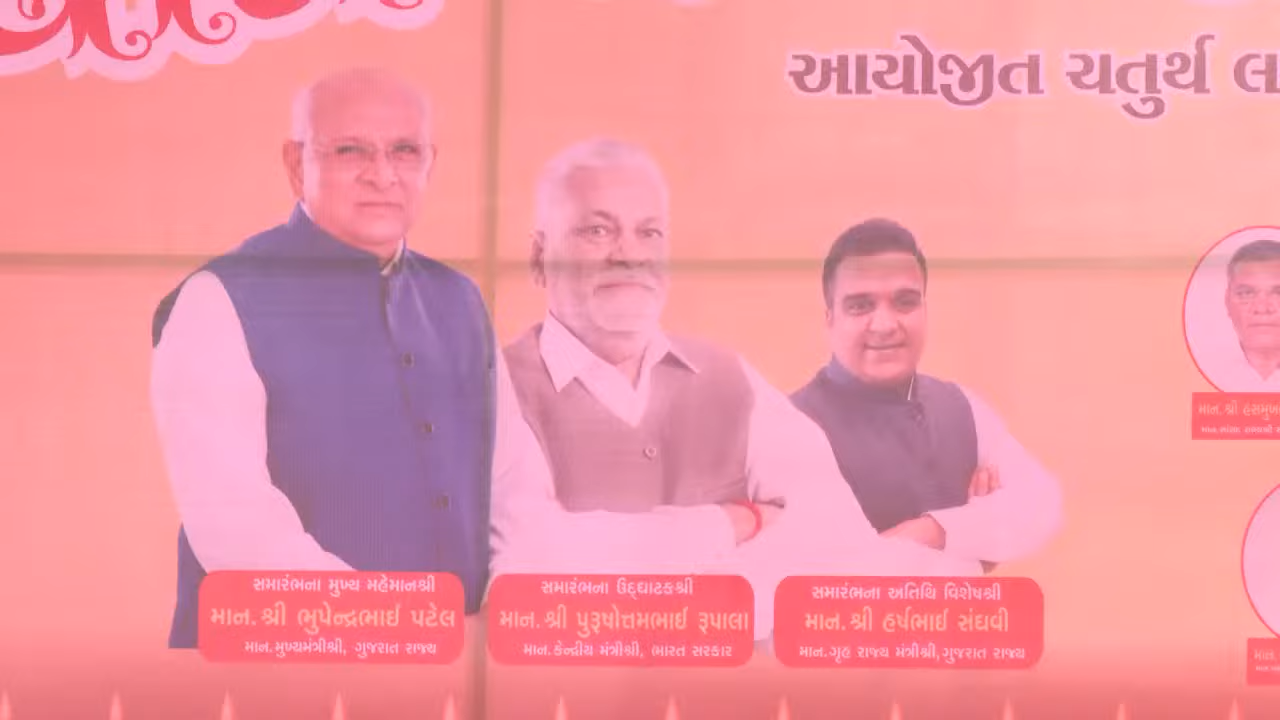 આયોજીત ચતુર્થ
સમારંભના મુખ્ય મહેમાનશ્રી
માન. શ્રી ભુપેન્દ્રભાઈ પટેલ
માન. મુખ્યમંત્રીશ્રી, ગુજરાત રાજ્ય
સમારંભના ઉદ્‌ઘાટકશ્રી
માન. શ્રી પુરૂષોત્તમભાઈ રૂપાલા
માન. કેન્દ્રીય મંત્રીશ્રી, ભારત સરકાર
સમારંભના અતિથિ વિશેષશ્રી
માન. શ્રી હર્ષભાઈ સંઘવી
માન. ગૃહ રાજ્ય મંત્રીશ્રી, ગુજરાત રાજ્ય
માન. શ્રી